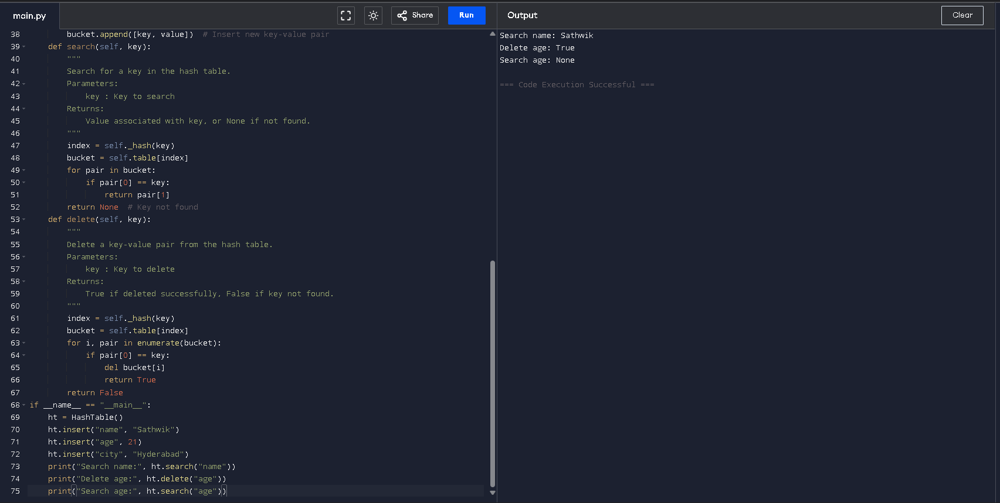 main.py
Share
Run
Output
Clear
38 bucket.append([key, value])  # Insert new key-value pair
39 def search(self, key):
40 """
41 Search for a key in the hash table.
42 Parameters:
43 key : Key to search
44 Returns:
45 Value associated with key, or None if not found.
46 """
47 index = self._hash(key)
48 bucket = self.table[index]
49 for pair in bucket:
50 if pair[0] == key:
51 return pair[1]
52 return None  # Key not found
53 def delete(self, key):
54 """
55 Delete a key-value pair from the hash table.
56 Parameters:
57 key : Key to delete
58 Returns:
59 True if deleted successfully, False if key not found.
60 """
61 index = self._hash(key)
62 bucket = self.table[index]
63 for i, pair in enumerate(bucket):
64 if pair[0] == key:
65 del bucket[i]
66 return True
67 return False
68 if __name__ == "__main__":
69 ht = HashTable()
70 ht.insert("name", "Sathwik")
71 ht.insert("age", 21)
72 ht.insert("city", "Hyderabad")
73 print("Search name:", ht.search("name"))
74 print("Delete age:", ht.delete("age"))
75 print("Search age:", ht.search("age"))
Search name: Sathwik
Delete age: True
Search age: None
=== Code Execution Successful ===